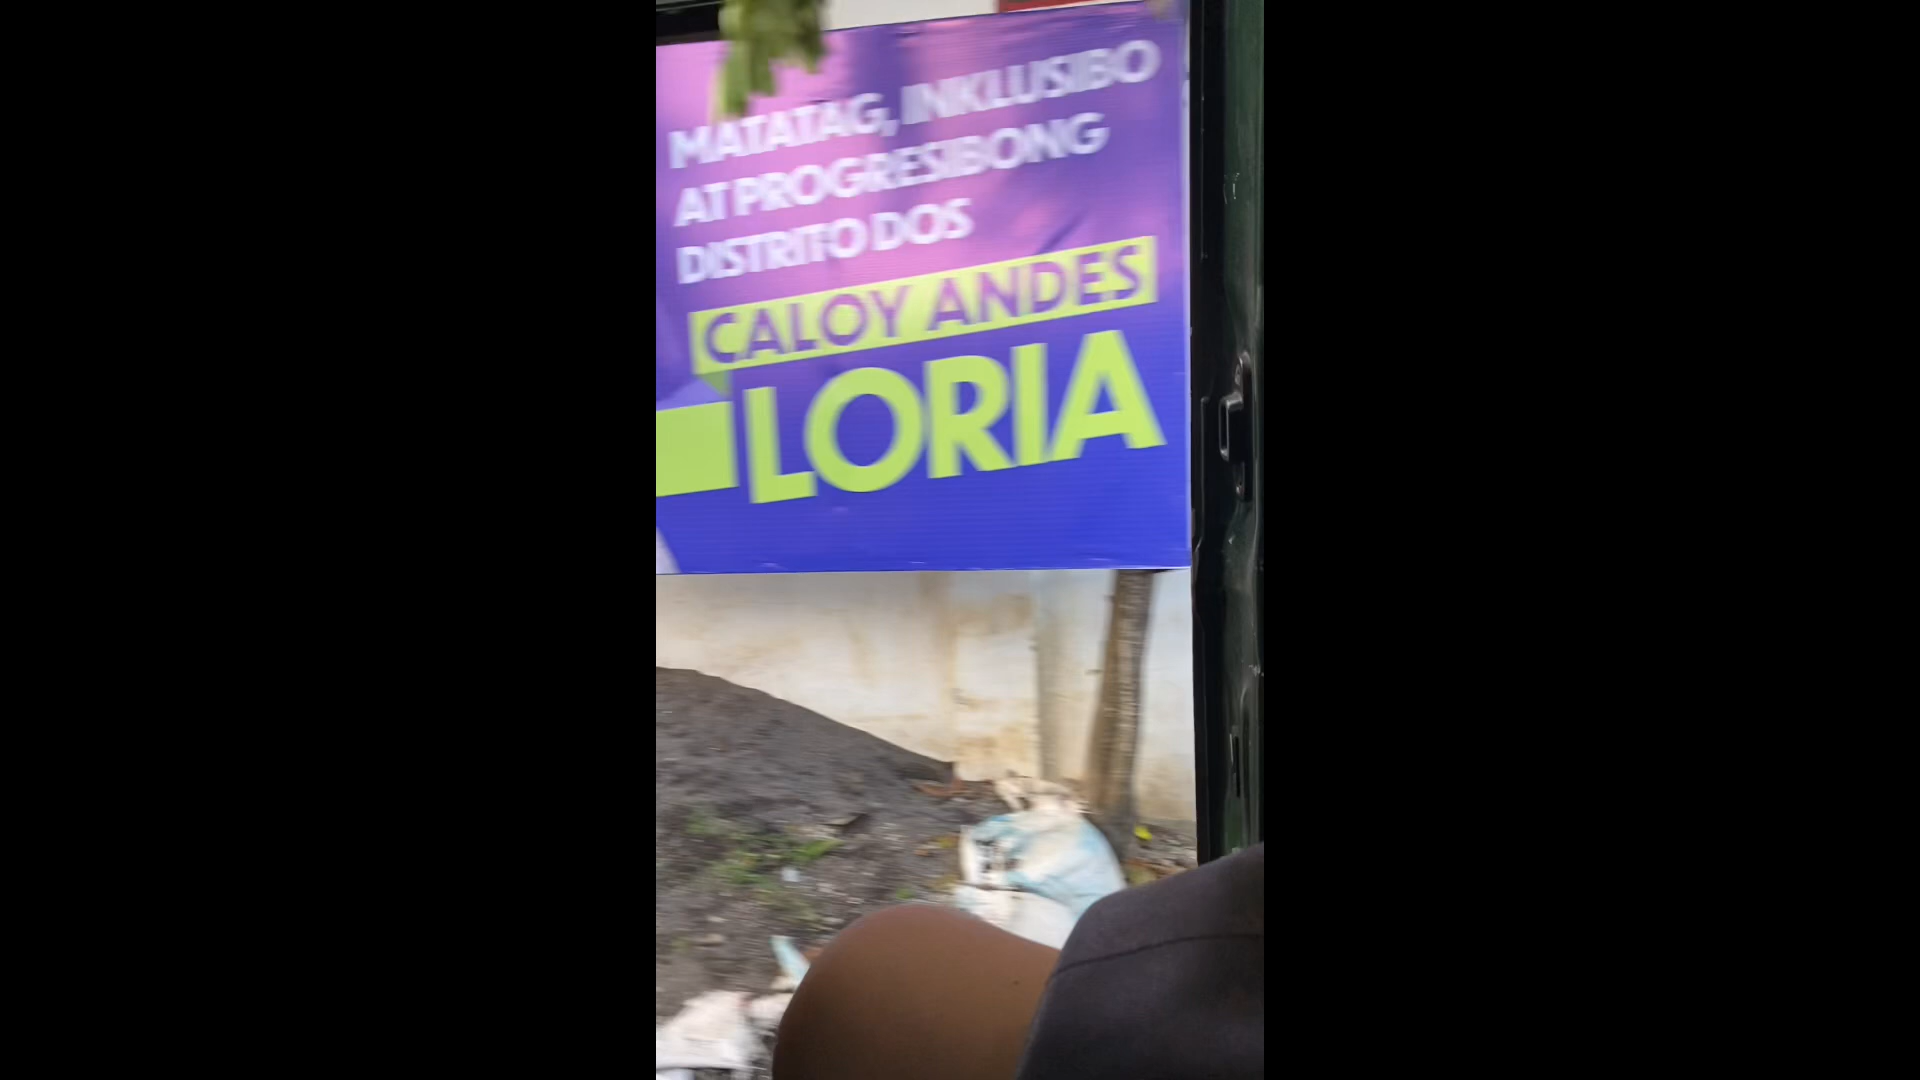 MATATAG, INKLUSIBO
AT PROGRESIBONG
DISTRITO DOS
CALOY ANDES
LORIA